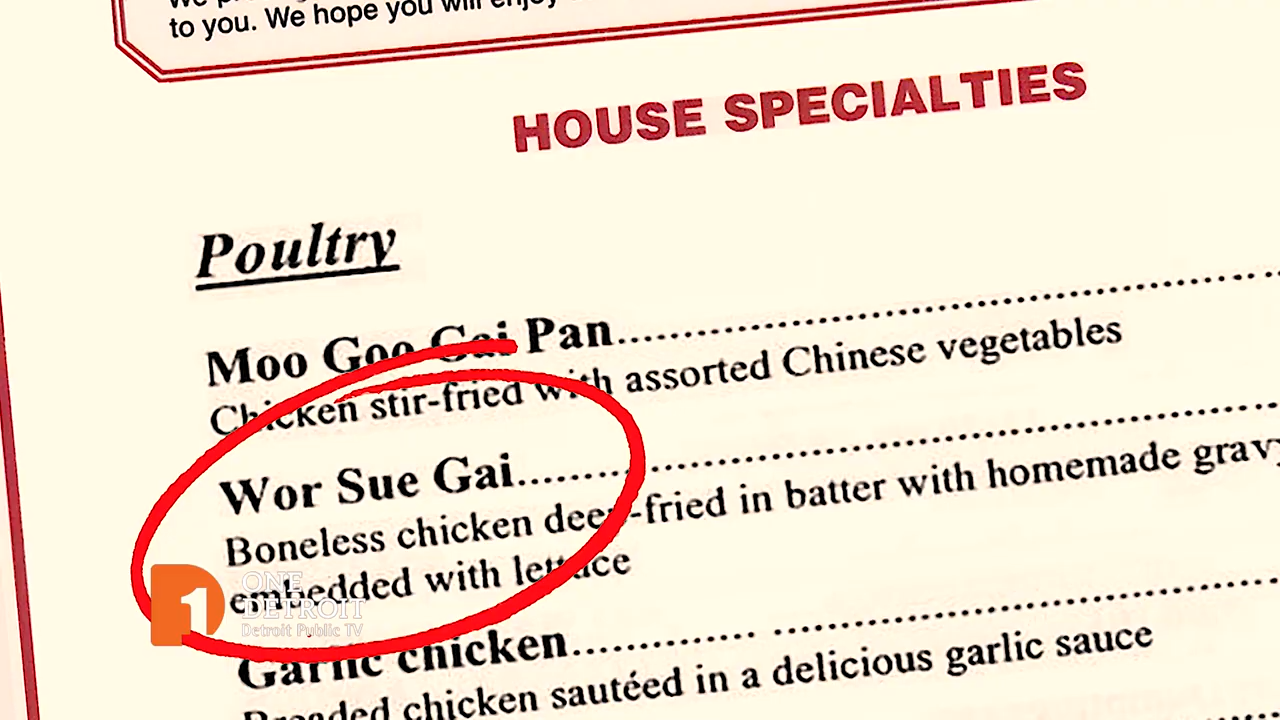 to you. We hope you will enjoy
HOUSE SPECIALTIES
Poultry
Moo Goo Gai Pan
Chicken stir-fried with assorted Chinese vegetables
Wor Sue Gai
Boneless chicken deep-fried in batter with homemade gravy
embedded with lettuce
Garlic chicken
Breaded chicken sautéed in a delicious garlic sauce
1
ONE
DETROIT
Detroit Public TV